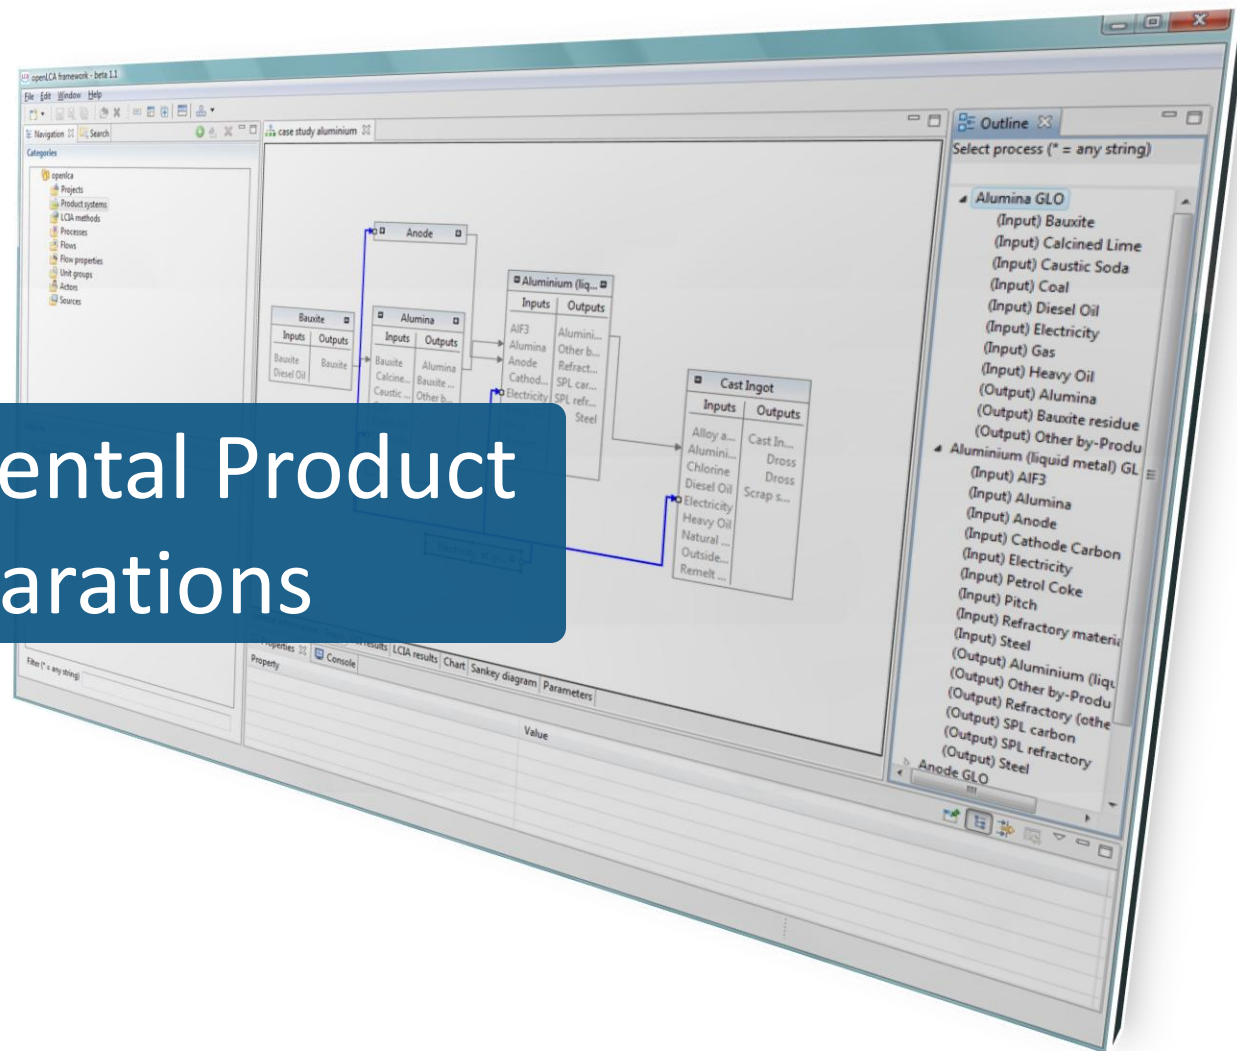 openLCA framework - beta 1.1
File Edit Window Help
Navigation Search
case study aluminium
Categories
openlca
Projects
Product systems
LCIA methods
Processes
Flows
Flow properties
Unit groups
Actors
Sources
Anode
Bauxite
Inputs Outputs
Bauxite Bauxite
Diesel Oil
Alumina
Inputs Outputs
Bauxite Alumina
Calcine... Bauxite ...
Caustic ... Other b...
Aluminium (liq...
Inputs Outputs
AlF3 Alumini...
Alumina Other b...
Anode Refract...
Cathod... SPL car...
Electricity SPL refr...
Steel
Cast Ingot
Inputs Outputs
Alloy a... Cast In...
Alumini... Dross
Chlorine Dross
Diesel Oil Scrap s...
Electricity
Heavy Oil
Natural ...
Outside...
Remelt ...
ental Product
arations
Filter (* = any string)
results LCIA results Chart Sankey diagram Parameters
Properties Console
Property Value
Outline
Select process (* = any string)
Alumina GLO
(Input) Bauxite
(Input) Calcined Lime
(Input) Caustic Soda
(Input) Coal
(Input) Diesel Oil
(Input) Electricity
(Input) Gas
(Input) Heavy Oil
(Output) Alumina
(Output) Bauxite residue
(Output) Other by-Produ
Aluminium (liquid metal) GL
(Input) AlF3
(Input) Alumina
(Input) Anode
(Input) Cathode Carbon
(Input) Electricity
(Input) Petrol Coke
(Input) Pitch
(Input) Refractory materia
(Input) Steel
(Output) Aluminium (liqu
(Output) Other by-Produ
(Output) Refractory (othe
(Output) SPL carbon
(Output) SPL refractory
(Output) Steel
Anode GLO